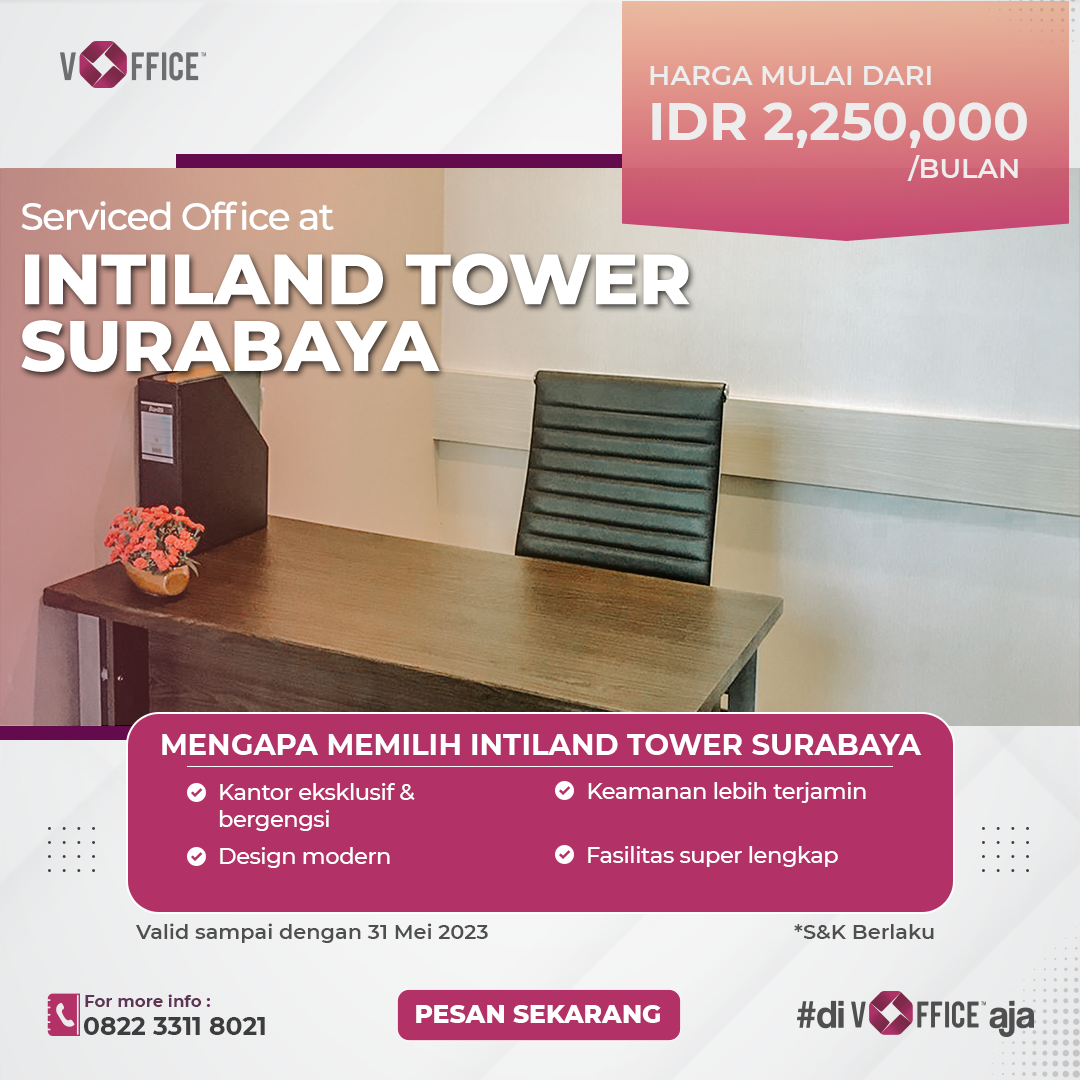 VOFFICE™
HARGA MULAI DARI
IDR 2,250,000
/BULAN
Serviced Office at
INTILAND TOWER
SURABAYA
MENGAPA MEMILIH INTILAND TOWER SURABAYA
Kantor eksklusif &
bergengsi
Keamanan lebih terjamin
Design modern
Fasilitas super lengkap
Valid sampai dengan 31 Mei 2023
*S&K Berlaku
For more info :
0822 3311 8021
PESAN SEKARANG
#di VOFFICE™ aja